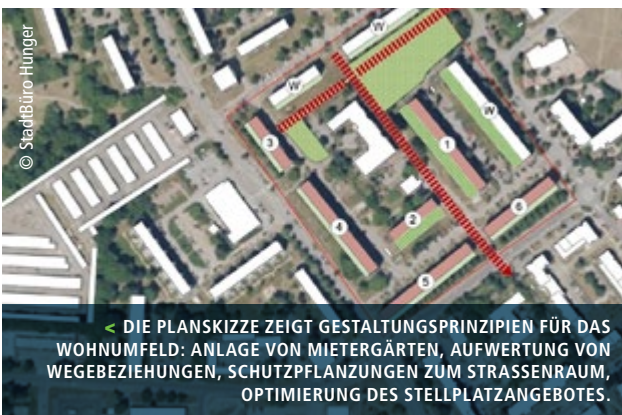 © StadtBüro Hunger
W
W
W
3
1
4
2
6
5
< DIE PLANSKIZZE ZEIGT GESTALTUNGSPRINZIPIEN FÜR DAS
WOHNUMFELD: ANLAGE VON MIETERGÄRTEN, AUFWERTUNG VON
WEGEBEZIEHUNGEN, SCHUTZPFLANZUNGEN ZUM STRASSENRAUM,
OPTIMIERUNG DES STELLPLATZANGEBOTES.